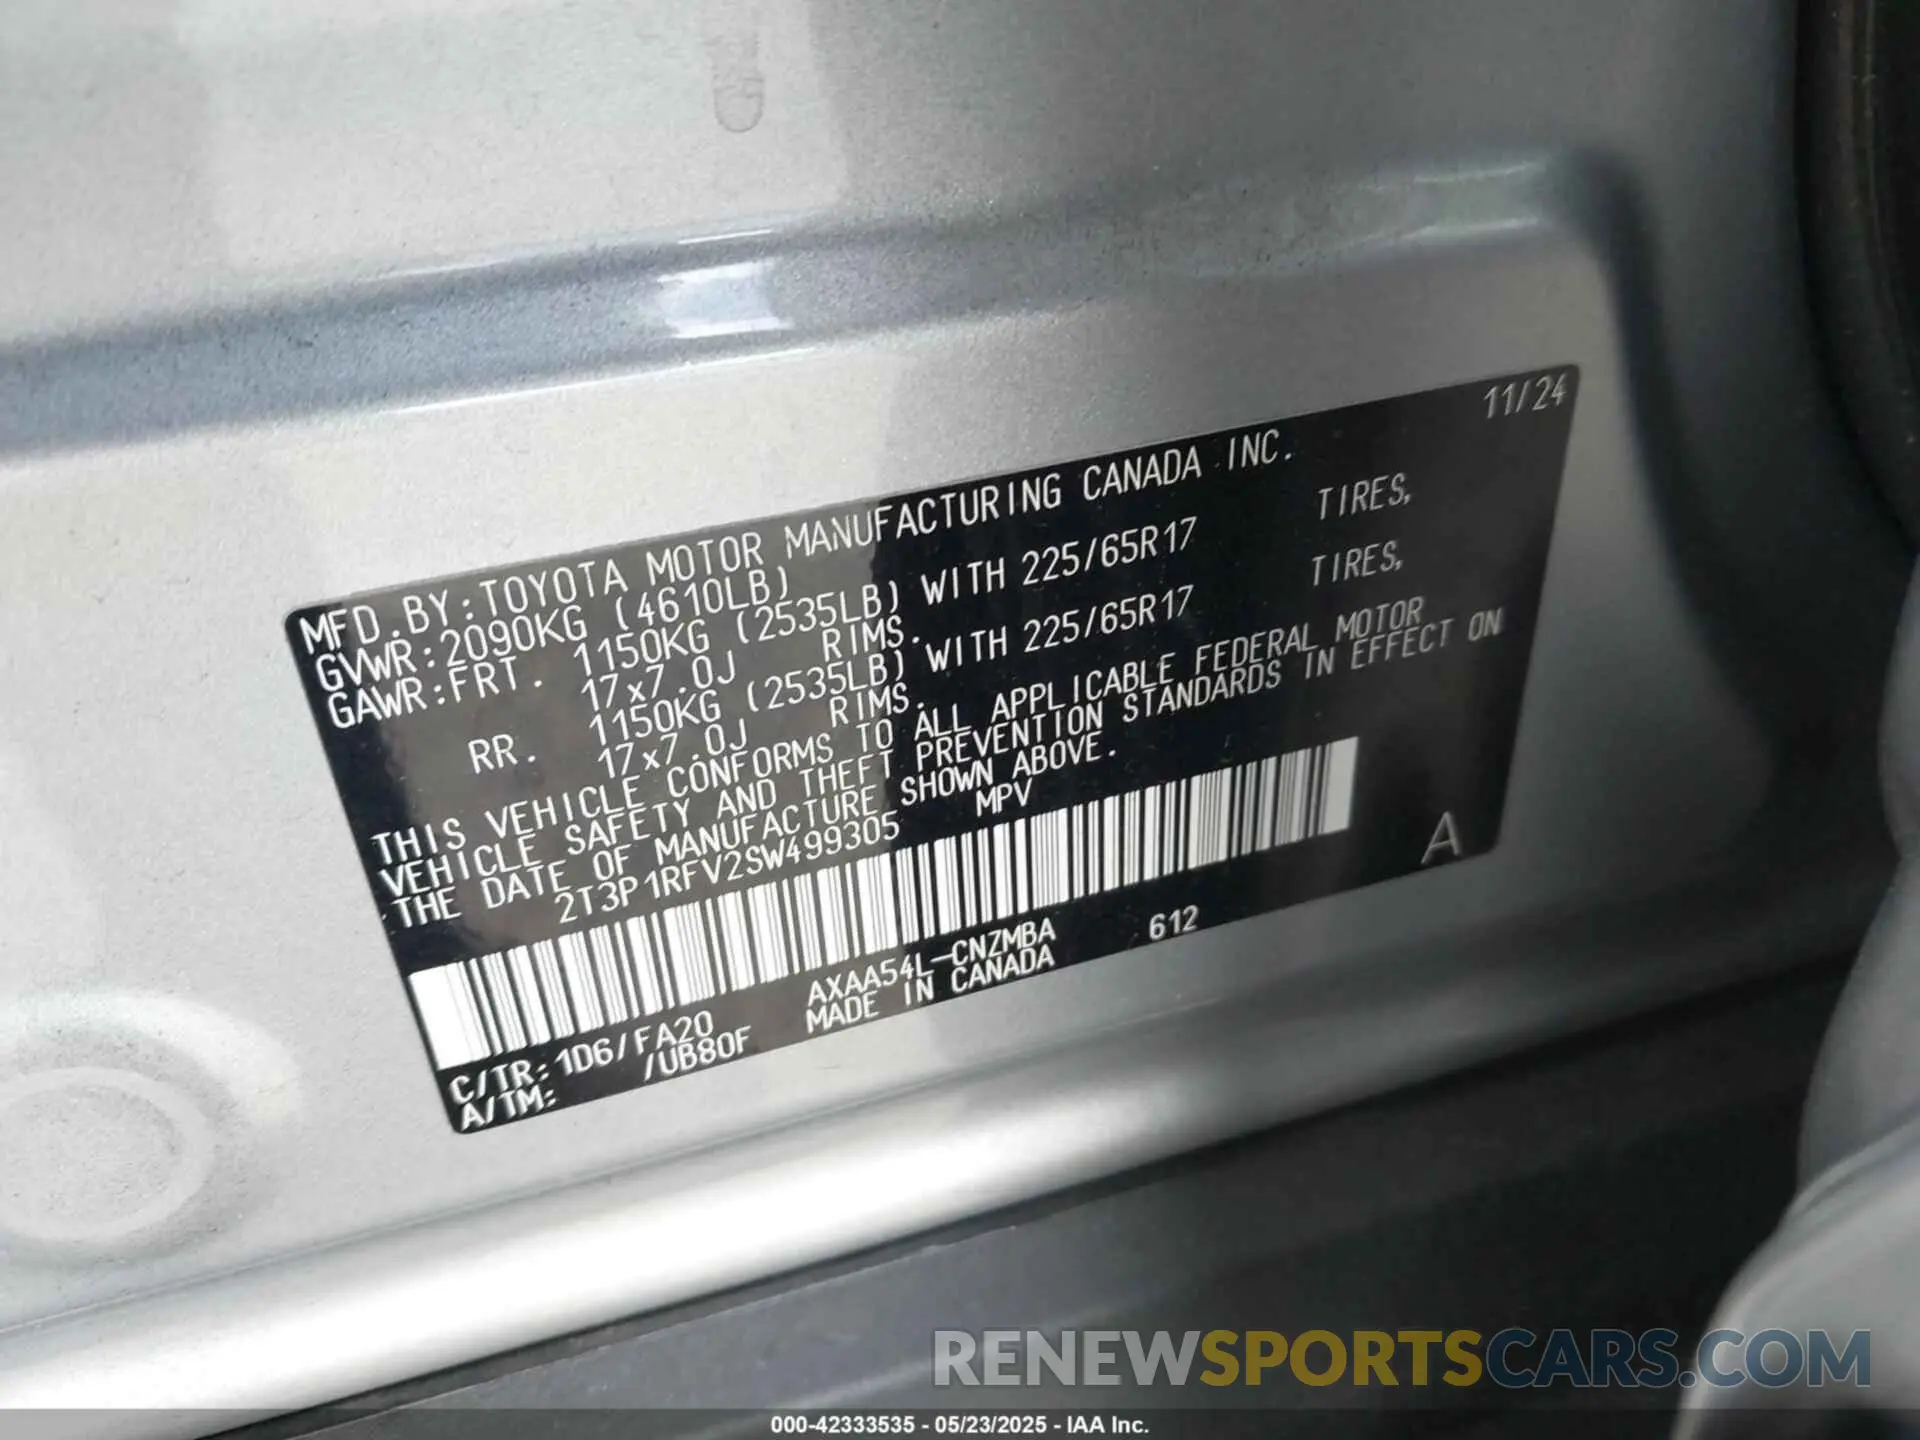 11/24
MFD.BY:TOYOTA MOTOR MANUFACTURING CANADA INC.
GVWR:2090KG (4610LB)
GAWR:FRT. 1150KG (2535LB) WITH 225/65R17 TIRES,
17x7.0J RIMS.
RR. 1150KG (2535LB) WITH 225/65R17 TIRES,
17x7.0J RIMS.
THIS VEHICLE CONFORMS TO ALL APPLICABLE FEDERAL MOTOR
VEHICLE SAFETY AND THEFT PREVENTION STANDARDS IN EFFECT ON
THE DATE OF MANUFACTURE SHOWN ABOVE.
2T3P1RFV2SW499305 MPV
A
C/TR:1D6/FA20 AXAA54L-CNZMBA 612
A/TM: /UB80F MADE IN CANADA
RENEWSPORTSCARS.COM
000-42333535 - 05/23/2025 - IAA Inc.